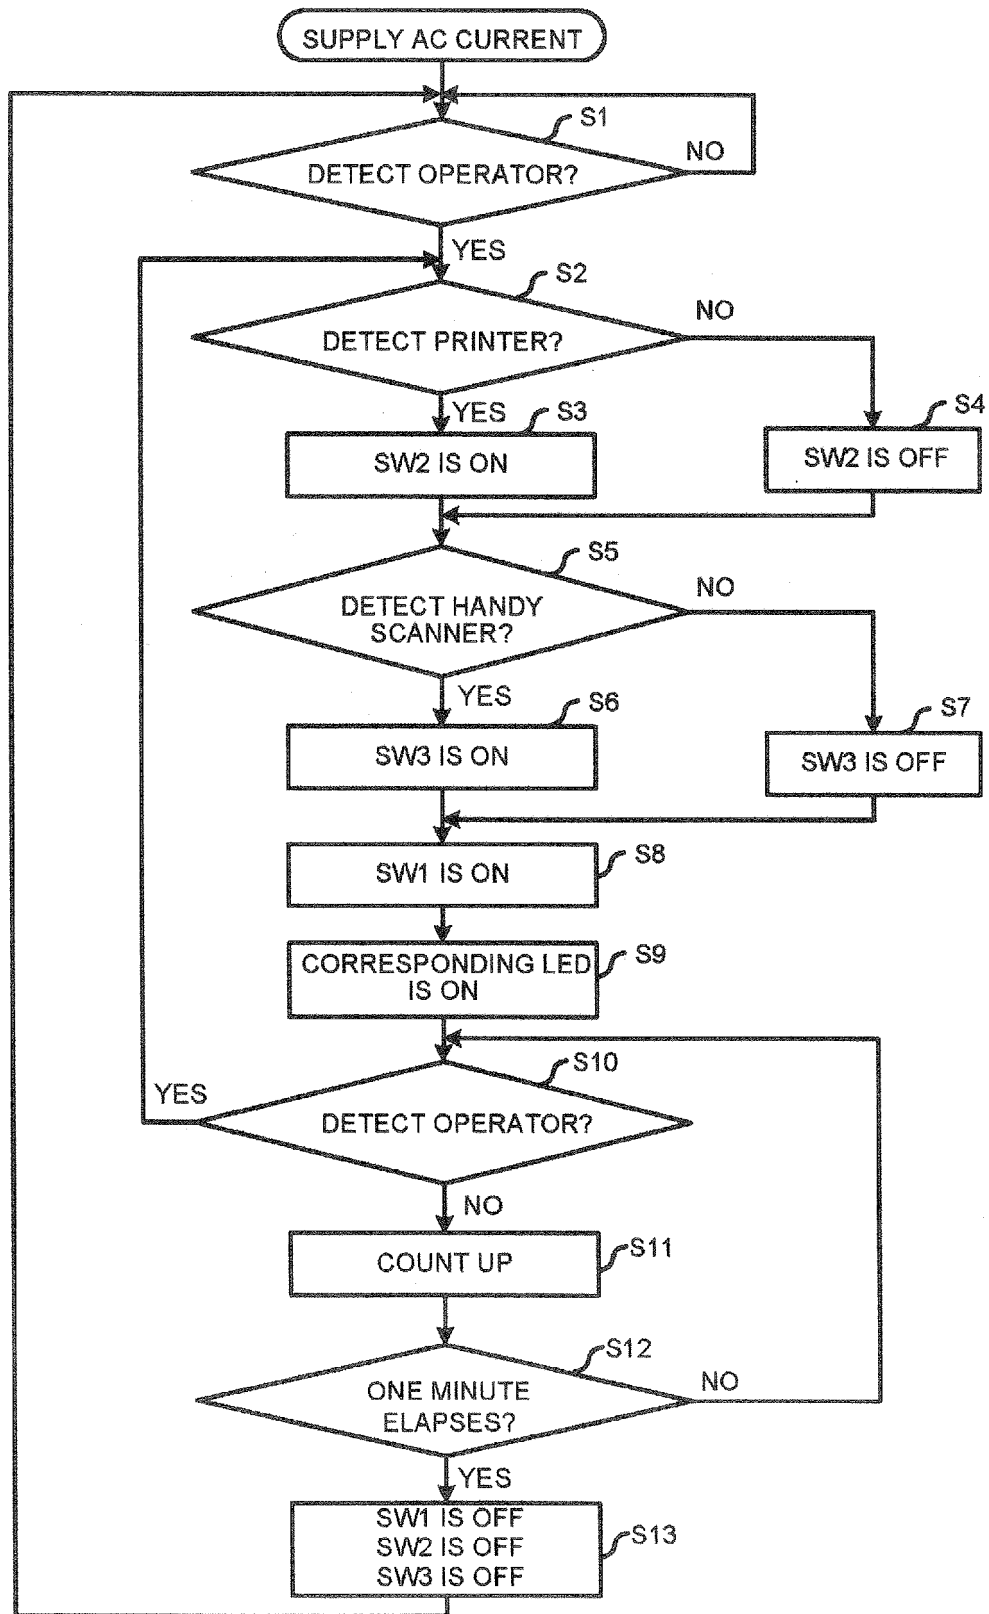 SUPPLY AC CURRENT
S1
DETECT OPERATOR?
NO
YES
S2
DETECT PRINTER?
NO
YES
S3
SW2 IS ON
S4
SW2 IS OFF
S5
DETECT HANDY
SCANNER?
NO
YES
S6
SW3 IS ON
S7
SW3 IS OFF
SW1 IS ON
S8
CORRESPONDING LED
IS ON
S9
S10
DETECT OPERATOR?
YES
NO
COUNT UP
S11
S12
ONE MINUTE
ELAPSES?
NO
YES
SW1 IS OFF
SW2 IS OFF
SW3 IS OFF
S13